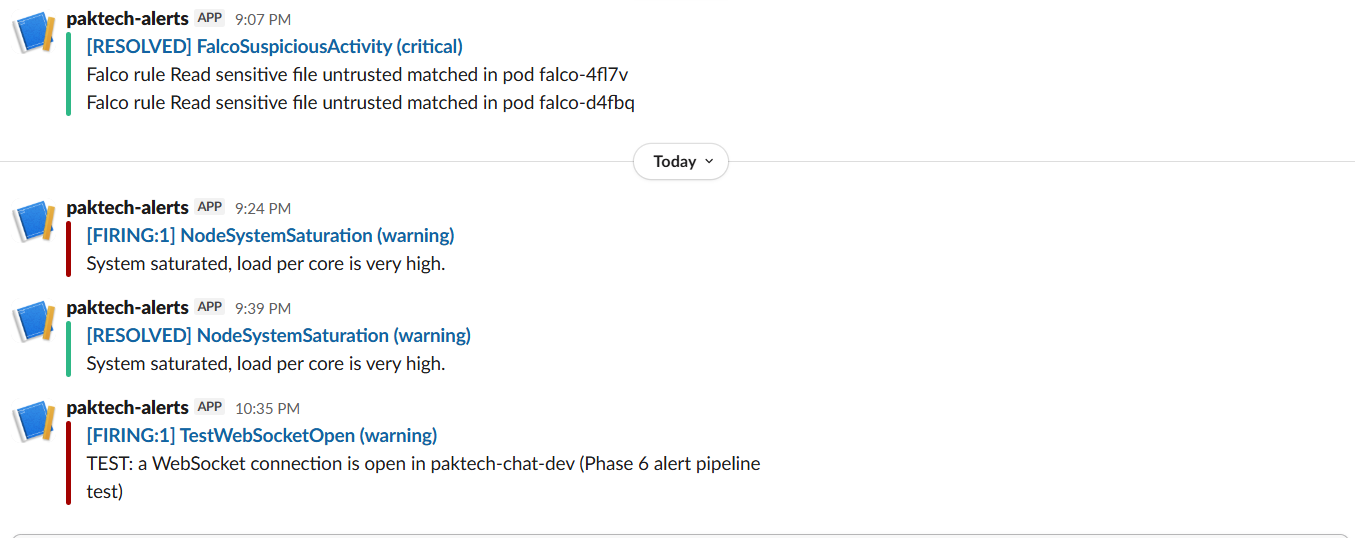 paktech-alerts APP 9:07 PM
[RESOLVED] FalcoSuspiciousActivity (critical)
Falco rule Read sensitive file untrusted matched in pod falco-4fl7v
Falco rule Read sensitive file untrusted matched in pod falco-d4fbq
Today
paktech-alerts APP 9:24 PM
[FIRING:1] NodeSystemSaturation (warning)
System saturated, load per core is very high.
paktech-alerts APP 9:39 PM
[RESOLVED] NodeSystemSaturation (warning)
System saturated, load per core is very high.
paktech-alerts APP 10:35 PM
[FIRING:1] TestWebSocketOpen (warning)
TEST: a WebSocket connection is open in paktech-chat-dev (Phase 6 alert pipeline
test)